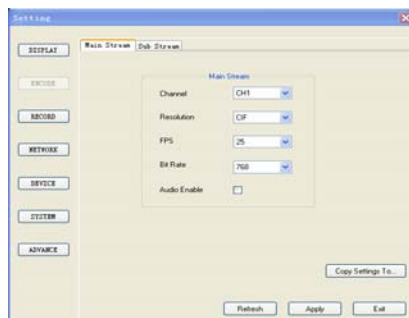 Setting
DISPLAY
ENCODE
RECORD
NETWORK
DEVICE
SYSTEM
ADVANCE
Main Stream
Sub Stream
Main Stream
Channel
CH1
Resolution
CIF
FPS
25
Bit Rate
768
Audio Enable
Copy Settings To...
Refresh
Apply
Exit